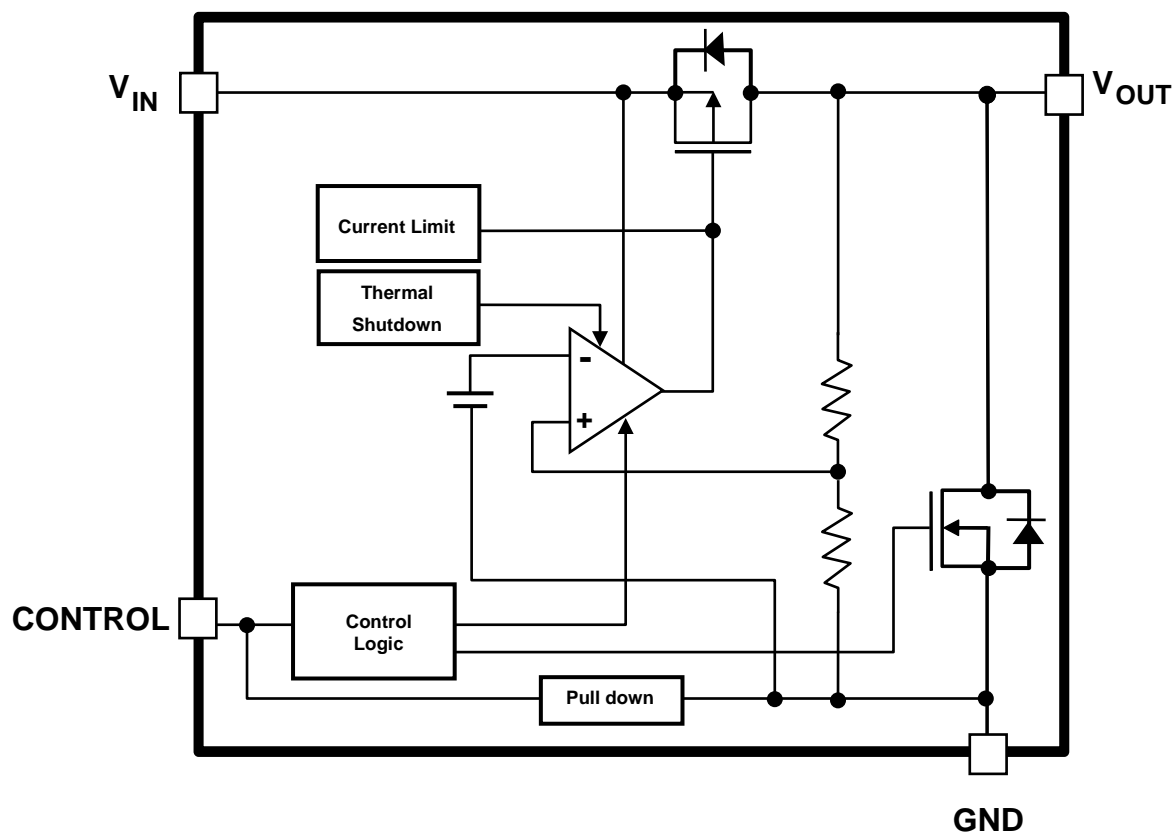 VIN
VOUT
Current Limit
Thermal
Shutdown
-
+
CONTROL
Control
Logic
Pull down
GND